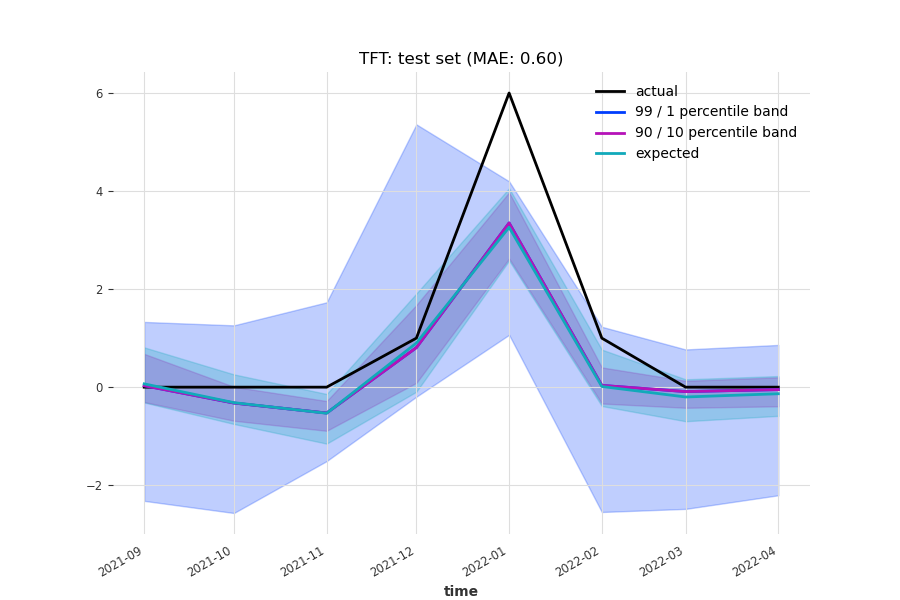 TFT: test set (MAE: 0.60)
actual
99 / 1 percentile band
90 / 10 percentile band
expected
6
4
2
0
−2
2021-09
2021-10
2021-11
2021-12
2022-01
2022-02
2022-03
2022-04
time